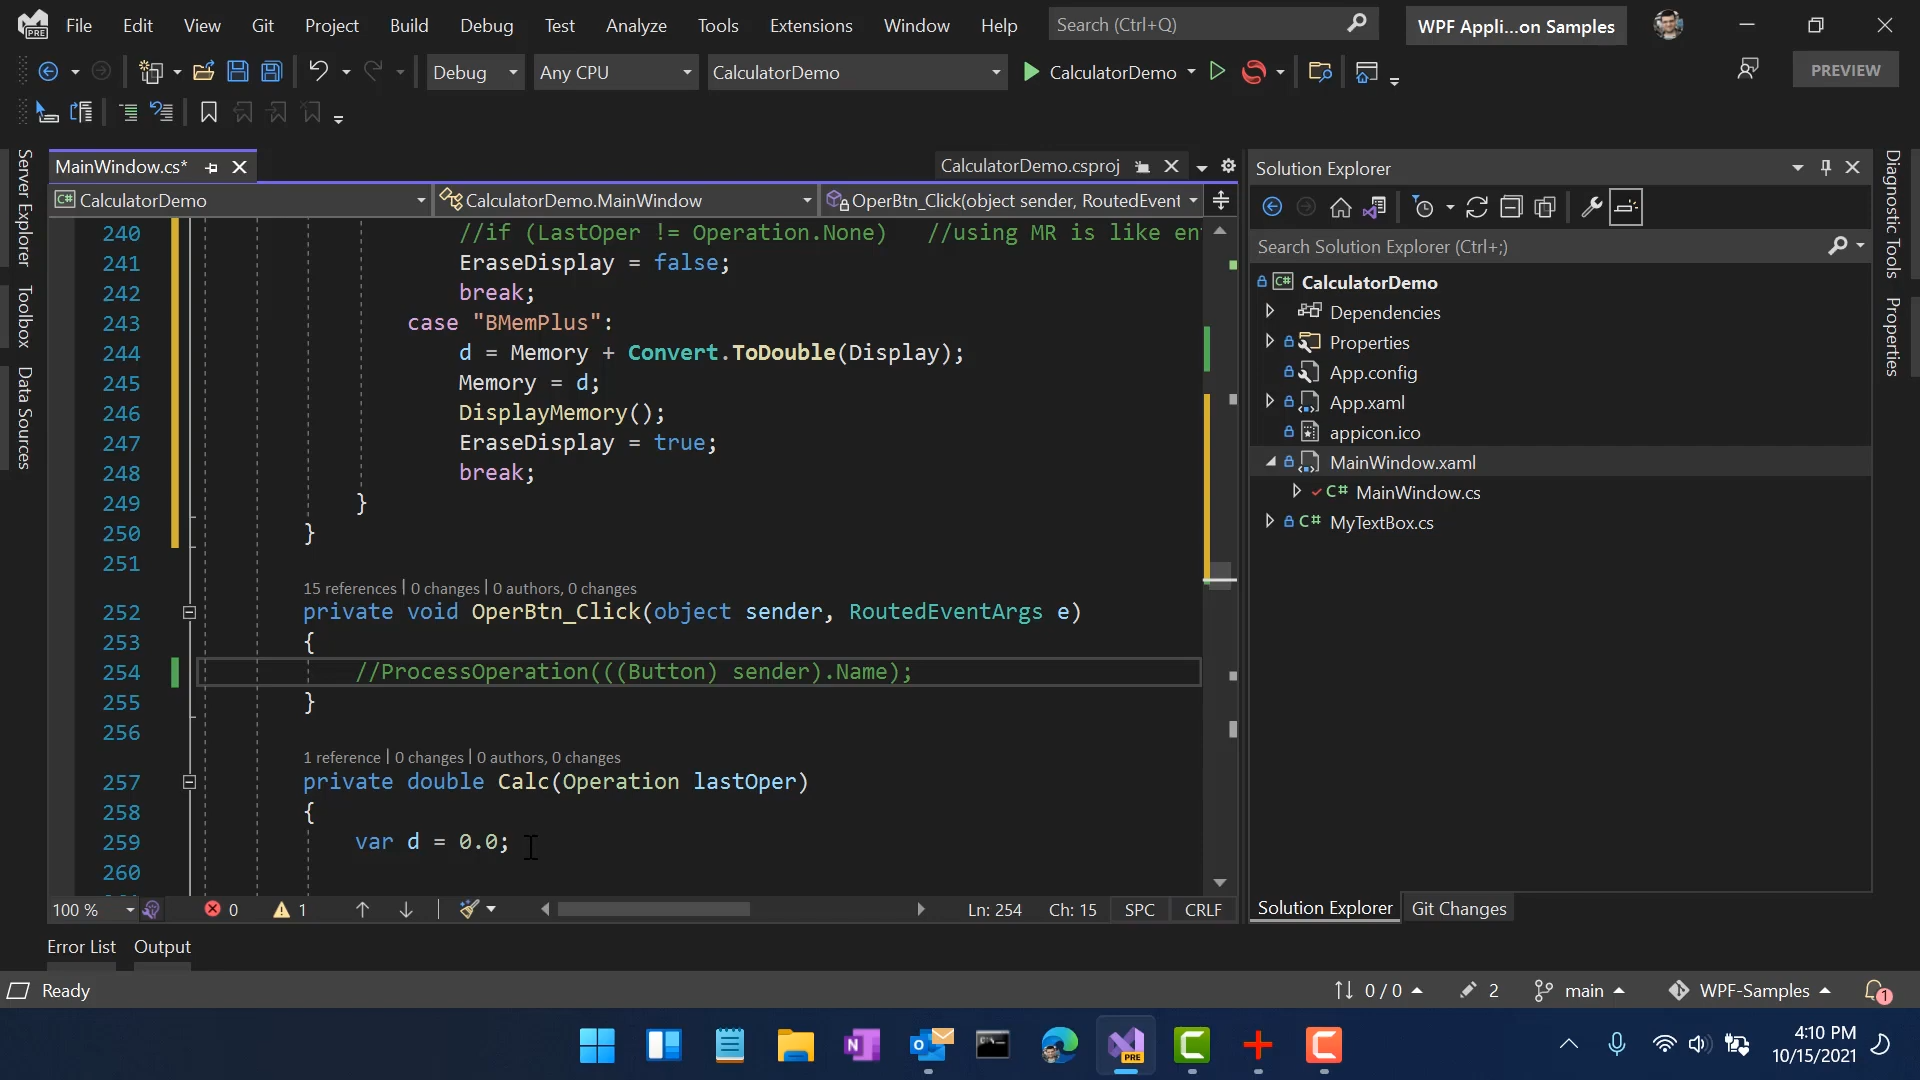 File Edit View Git Project Build Debug Test Analyze Tools Extensions Window Help Search (Ctrl+Q) WPF Appli...on Samples
PRE
Debug Any CPU CalculatorDemo CalculatorDemo PREVIEW
Server Explorer
Toolbox
Data Sources
MainWindow.cs* CalculatorDemo.csproj
CalculatorDemo CalculatorDemo.MainWindow OperBtn_Click(object sender, RoutedEvent
240 //if (LastOper != Operation.None) //using MR is like en
241 EraseDisplay = false;
242 break;
243 case "BMemPlus":
244 d = Memory + Convert.ToDouble(Display);
245 Memory = d;
246 DisplayMemory();
247 EraseDisplay = true;
248 break;
249 }
250 }
251
15 references | 0 changes | 0 authors, 0 changes
252 private void OperBtn_Click(object sender, RoutedEventArgs e)
253 {
254 //ProcessOperation(((Button) sender).Name);
255 }
256
1 reference | 0 changes | 0 authors, 0 changes
257 private double Calc(Operation lastOper)
258 {
259 var d = 0.0;
260
100 % 0 1 Ln: 254 Ch: 15 SPC CRLF
Error List Output
Solution Explorer
Search Solution Explorer (Ctrl+;)
C# CalculatorDemo
Dependencies
Properties
App.config
App.xaml
appicon.ico
MainWindow.xaml
C# MainWindow.cs
C# MyTextBox.cs
Solution Explorer Git Changes
Diagnostic Tools
Properties
Ready 0 / 0 2 main WPF-Samples 1
N PRE 4:10 PM
10/15/2021